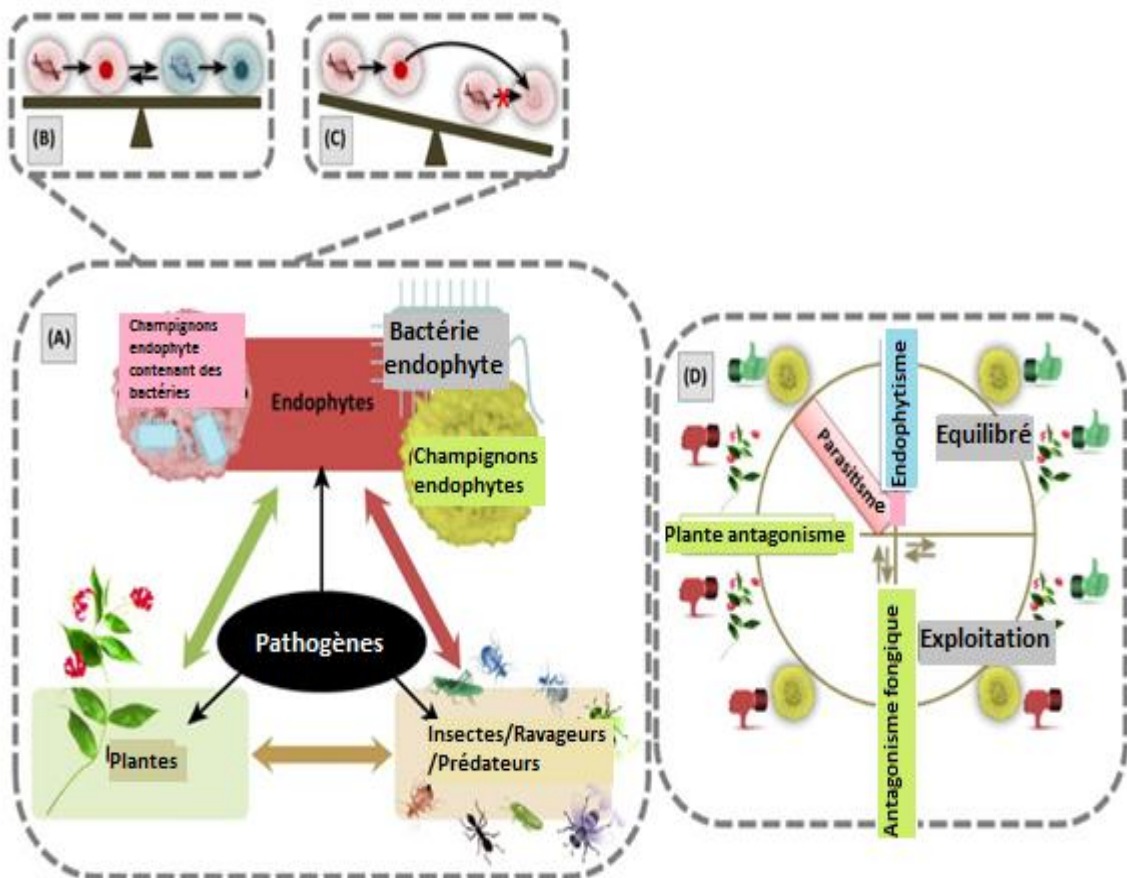 (B)
(C)
(A)
Champignons
endophyte
contenant des
bactéries
Endophytes
Bactérie
endophyte
Champignons
endophytes
Pathogènes
Plantes
Insectes/Ravageurs
/Prédateurs
(D)
Endophytisme
Equilibré
Parasitisme
Plante antagonisme
Antagonisme fongique
Exploitation